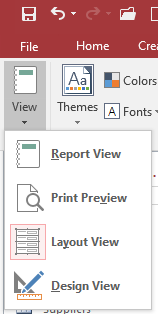 File Home Crea
View Themes Colors
Fonts
Report View
Print Preview
Layout View
Design View
Suppliers